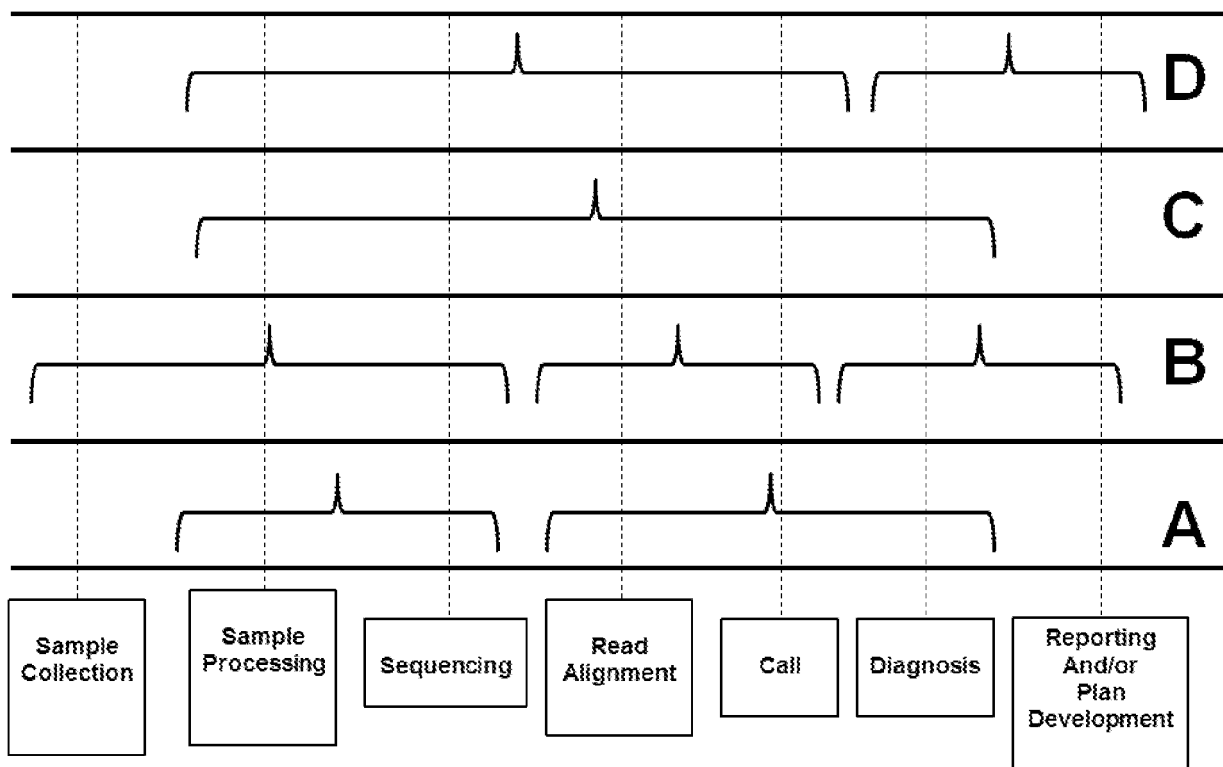 D
C
B
A
Sample
Collection
Sample
Processing
Sequencing
Read
Alignment
Call
Diagnosis
Reporting
And/or
Plan
Development